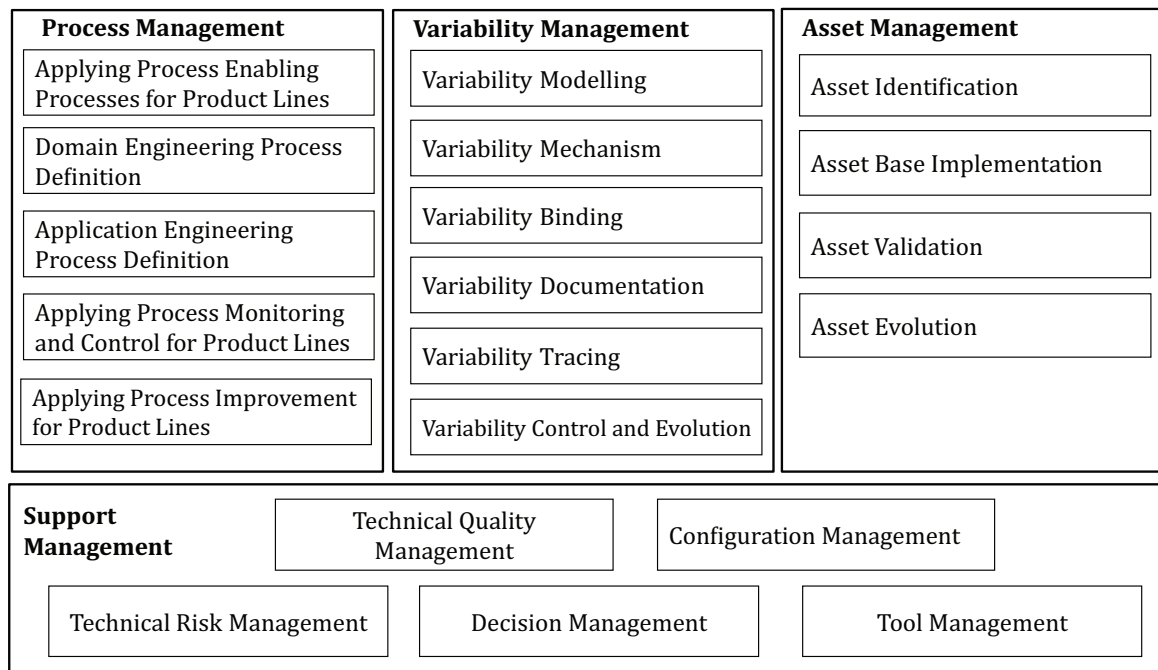 Process Management
Applying Process Enabling
Processes for Product Lines
Domain Engineering Process
Definition
Application Engineering
Process Definition
Applying Process Monitoring
and Control for Product Lines
Applying Process Improvement
for Product Lines
Variability Management
Variability Modelling
Variability Mechanism
Variability Binding
Variability Documentation
Variability Tracing
Variability Control and Evolution
Asset Management
Asset Identification
Asset Base Implementation
Asset Validation
Asset Evolution
Support
Management
Technical Quality
Management
Configuration Management
Technical Risk Management
Decision Management
Tool Management